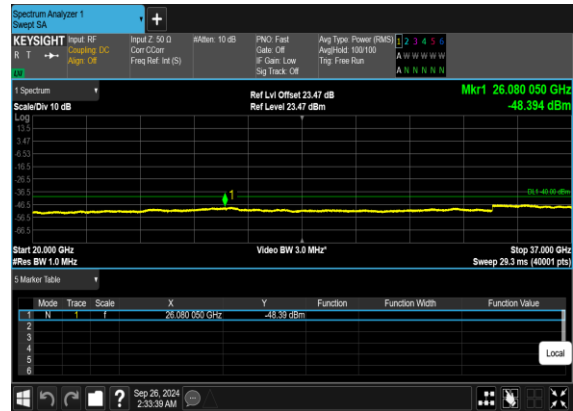 Spectrum Analyzer 1
Swept SA
KEYSIGHT
R T
LW
Input: RF
Coupling: DC
Align: Off
Input Z: 50 Ω
Corr CCorr
Freq Ref: Int (S)
#Atten: 10 dB
PNO: Fast
Gate: Off
IF Gain: Low
Sig Track: Off
Avg Type: Power (RMS)
Avg|Hold: 100/100
Trig: Free Run
1 2 3 4 5 6
A W W W W W
A N N N N N
1 Spectrum
Scale/Div 10 dB
Ref Lvl Offset 23.47 dB
Ref Level 23.47 dBm
Mkr1 26.080 050 GHz
-48.394 dBm
Log
13.5
3.47
-6.53
-16.5
-26.5
-36.5
-46.5
-56.5
-66.5
1
DL1 -40.00 dBm
Start 20.000 GHz
#Res BW 1.0 MHz
Video BW 3.0 MHz*
Stop 37.000 GHz
Sweep 29.3 ms (40001 pts)
5 Marker Table
Mode Trace Scale X Y Function Function Width Function Value
1 N 1 f 26.080 050 GHz -48.39 dBm
2
3
4
5
6
Local
?
Sep 26, 2024
2:33:39 AM